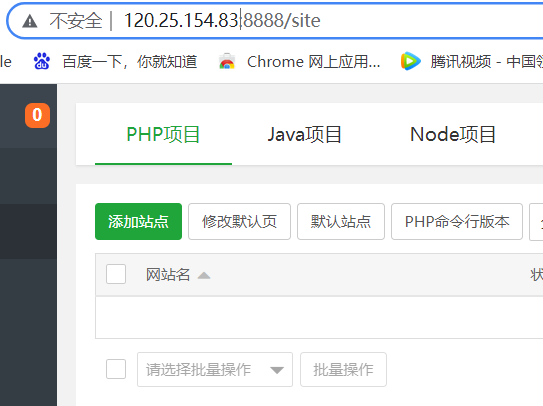 不安全 | 120.25.154.83:8888/site
le 百度一下，你就知道 Chrome 网上应用... 腾讯视频 - 中国领
0
PHP项目 Java项目 Node项目
添加站点 修改默认页 默认站点 PHP命令行版本
网站名 状
请选择批量操作 批量操作